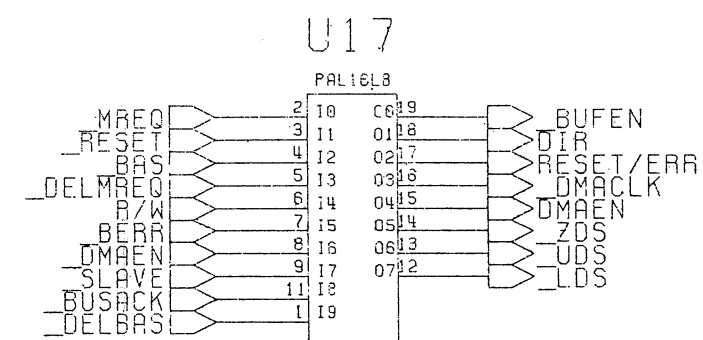 U17
PAL16L8
_MREQ 2 I0 O0 19 _BUFEN
_RESET 3 I1 O1 18 DIR
_BAS 4 I2 O2 17 RESET/ERR
_DELMREQ 5 I3 O3 16 _DMACLK
R/W 6 I4 O4 15 DMAEN
_BERR 7 I5 O5 14 _ZDS
_DMAEN 8 I6 O6 13 _UDS
_SLAVE 9 I7 O7 12 _LDS
_BUSACK 11 I8
_DELBAS 1 I9